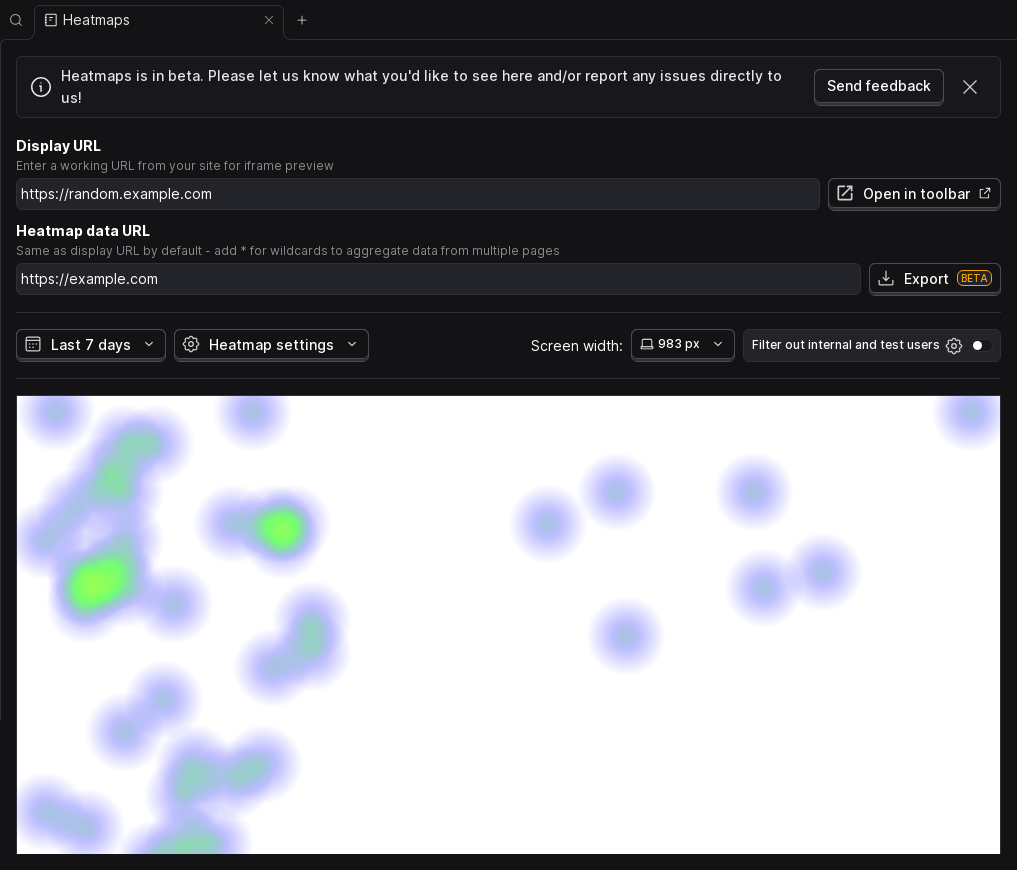 Heatmaps
Heatmaps is in beta. Please let us know what you'd like to see here and/or report any issues directly to
us!
Send feedback
Display URL
Enter a working URL from your site for iframe preview
https://random.example.com
Open in toolbar
Heatmap data URL
Same as display URL by default - add * for wildcards to aggregate data from multiple pages
https://example.com
Export BETA
Last 7 days
Heatmap settings
Screen width:
983 px
Filter out internal and test users